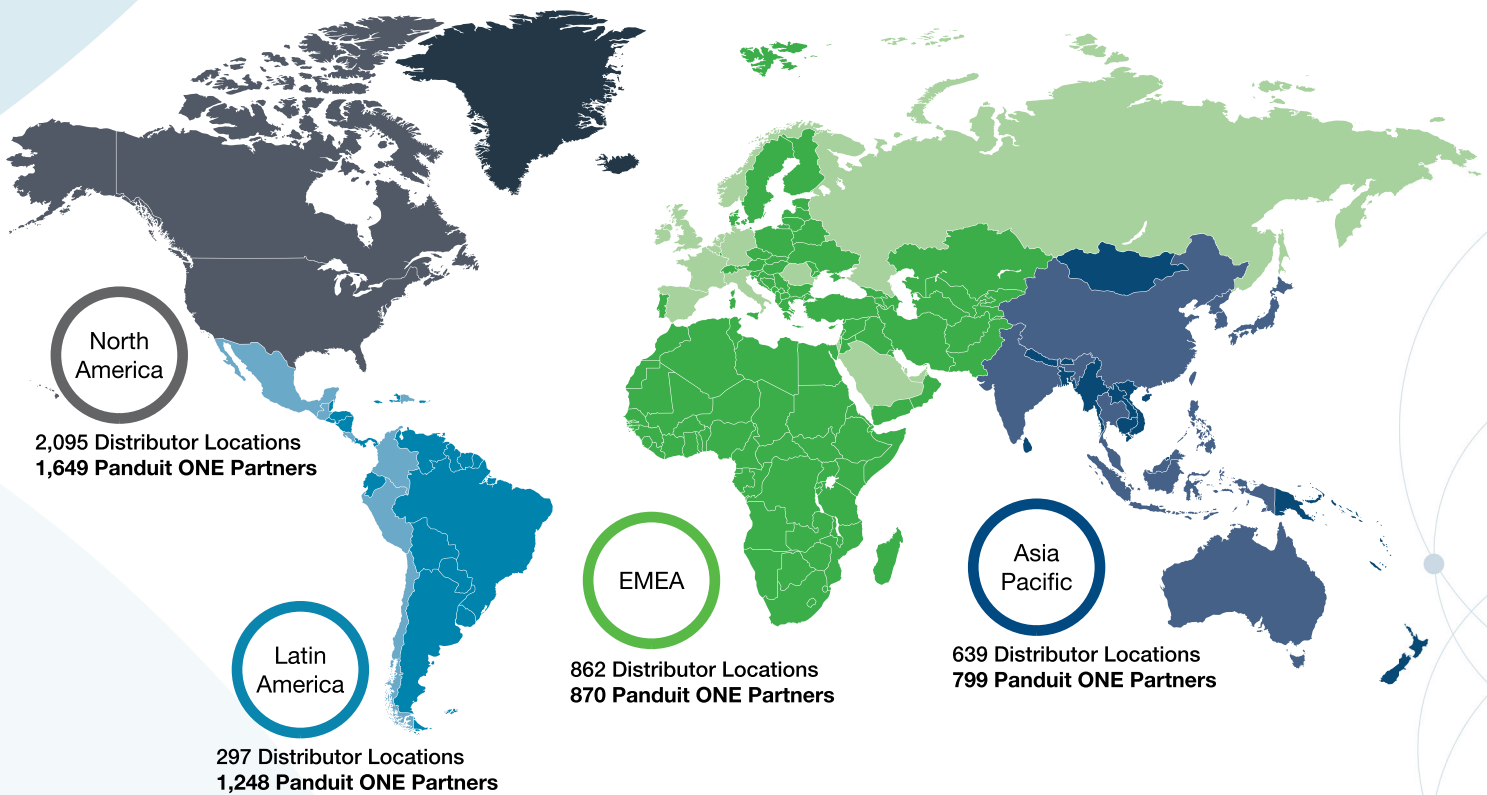 North
America
2,095 Distributor Locations
1,649 Panduit ONE Partners
Latin
America
297 Distributor Locations
1,248 Panduit ONE Partners
EMEA
862 Distributor Locations
870 Panduit ONE Partners
Asia
Pacific
639 Distributor Locations
799 Panduit ONE Partners